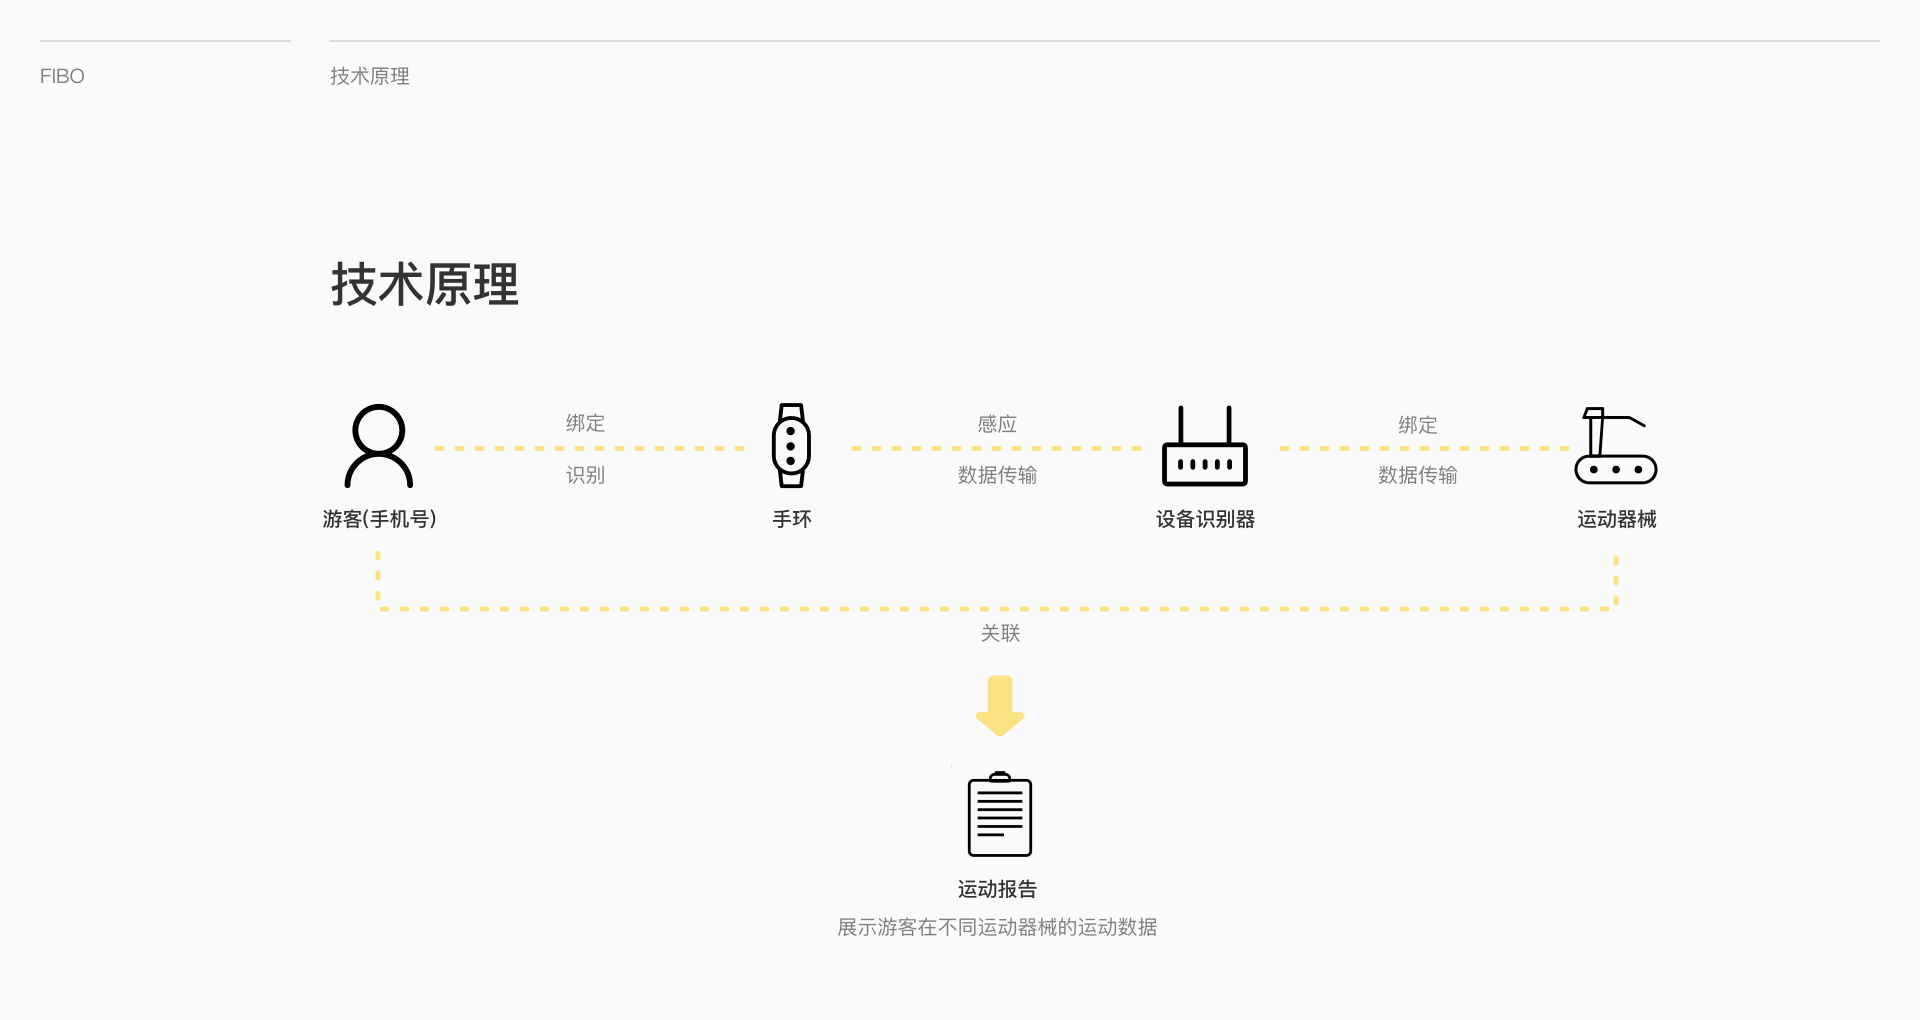 FIBO
技术原理
技术原理
绑定
感应
绑定
识别
数据传输
数据传输
游客(手机号)
手环
设备识别器
运动器械
关联
运动报告
展示游客在不同运动器械的运动数据